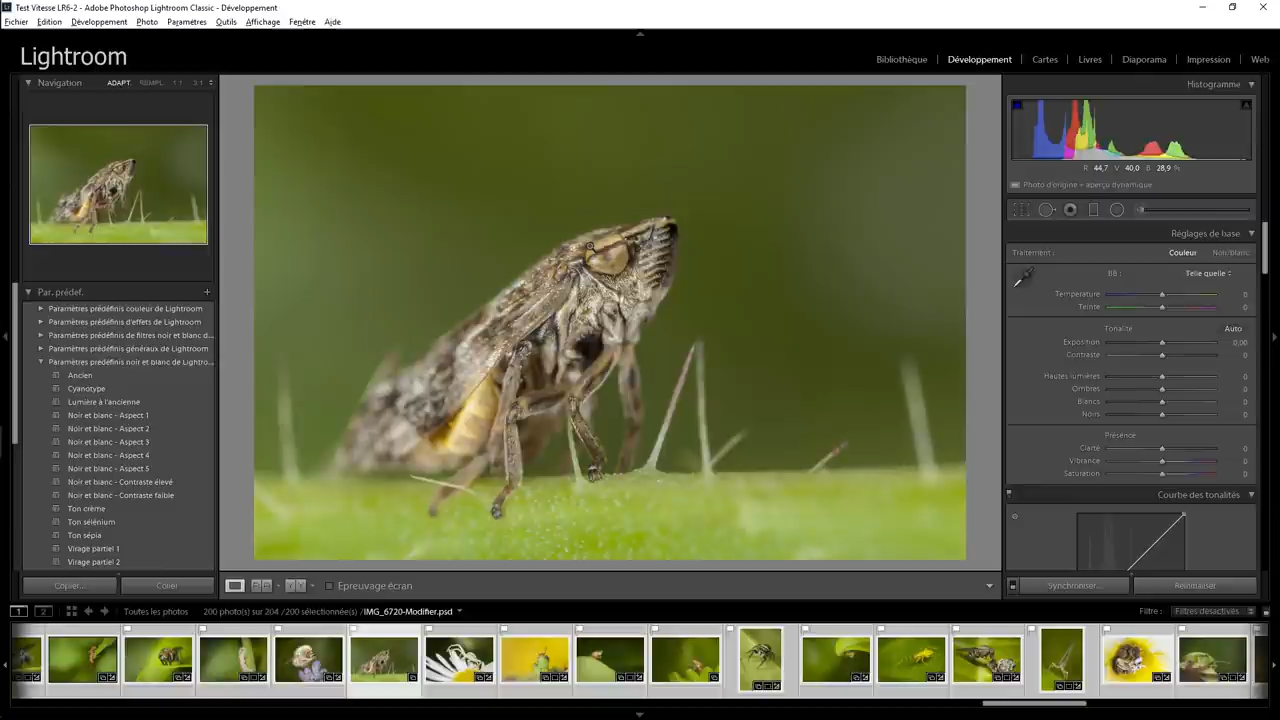 Test Vitesse LR6-2 - Adobe Photoshop Lightroom Classic - Développement
Fichier Edition Développement Photo Paramètres Outils Affichage Fenêtre Aide
Lightroom
Bibliothèque Développement Cartes Livres Diaporama Impression Web
Navigation ADAPT. REMPL. 1:1 3:1
Histogramme
R 44,7 V 40,0 B 28,9 %
Photo d'origine + aperçu dynamique
Réglages de base
Traitement : Couleur Noir/blanc
BB : Telle quelle
Température 0
Teinte 0
Tonalité Auto
Exposition 0,00
Contraste 0
Hautes lumières 0
Ombres 0
Blancs 0
Noirs 0
Présence
Clarté 0
Vibrance 0
Saturation 0
Courbe des tonalités
Par. prédéf. +
Paramètres prédéfinis couleur de Lightroom
Paramètres prédéfinis d'effets de Lightroom
Paramètres prédéfinis de filtres noir et blanc d...
Paramètres prédéfinis généraux de Lightroom
Paramètres prédéfinis noir et blanc de Lightro...
Ancien
Cyanotype
Lumière à l'ancienne
Noir et blanc - Aspect 1
Noir et blanc - Aspect 2
Noir et blanc - Aspect 3
Noir et blanc - Aspect 4
Noir et blanc - Aspect 5
Noir et blanc - Contraste élevé
Noir et blanc - Contraste faible
Ton crème
Ton sélénium
Ton sépia
Virage partiel 1
Virage partiel 2
Copier... Coller
Epreuvage écran
Synchroniser... Réinitialiser
1 2 Toutes les photos 200 photo(s) sur 204 /200 sélectionnée(s) /IMG_6720-Modifier.psd
Filtre : Filtres désactivés